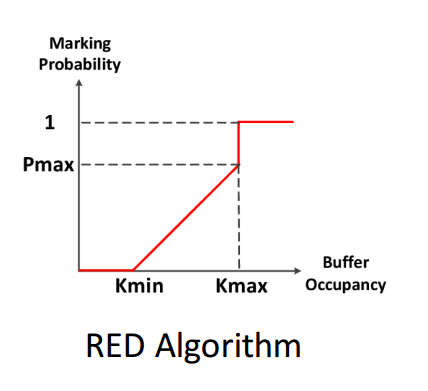 Marking
Probability
1
Pmax
Kmin
Kmax
Buffer
Occupancy
RED Algorithm